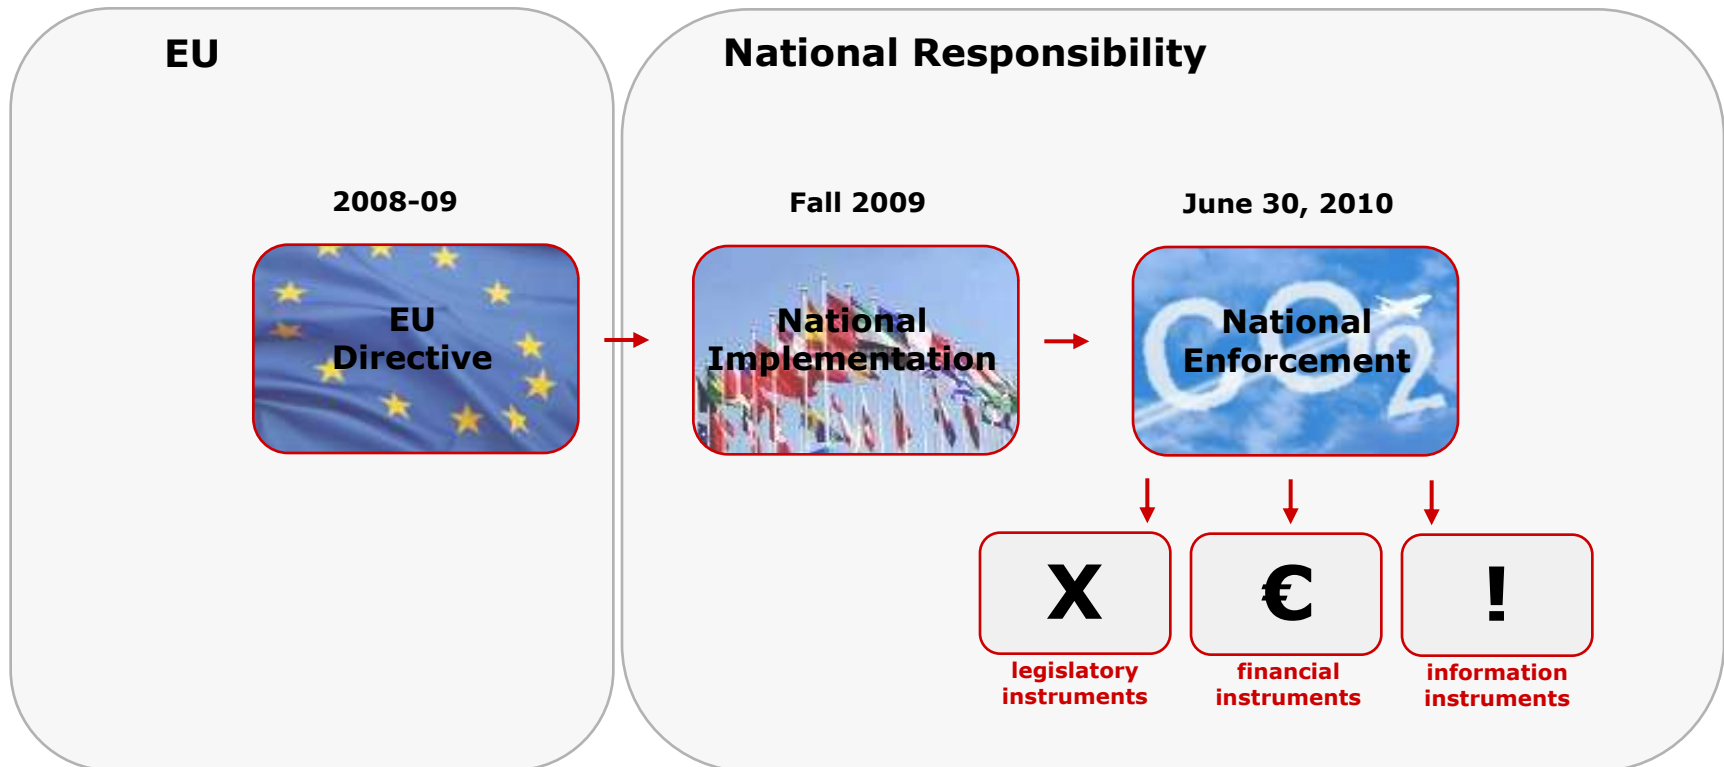 EU
National Responsibility
2008-09
Fall 2009
June 30, 2010
EU
Directive
National
Implementation
CO2
National
Enforcement
X
€
!
legislatory
instruments
financial
instruments
information
instruments